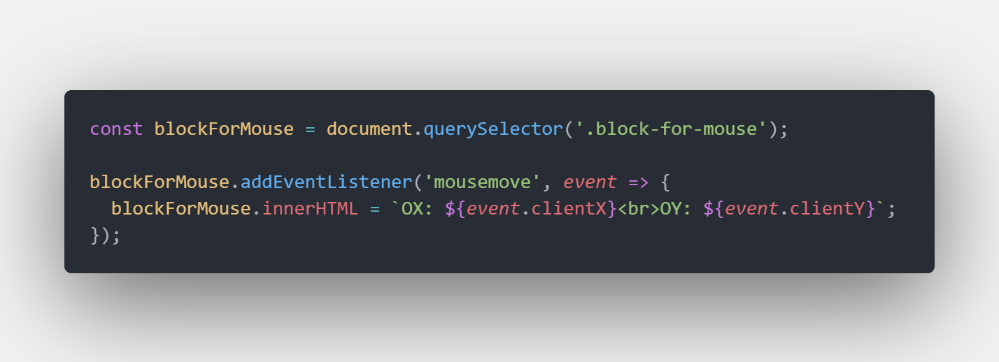 const blockForMouse = document.querySelector('.block-for-mouse');
blockForMouse.addEventListener('mousemove', event => {
  blockForMouse.innerHTML = `OX: ${event.clientX}<br>OY: ${event.clientY}`;
});